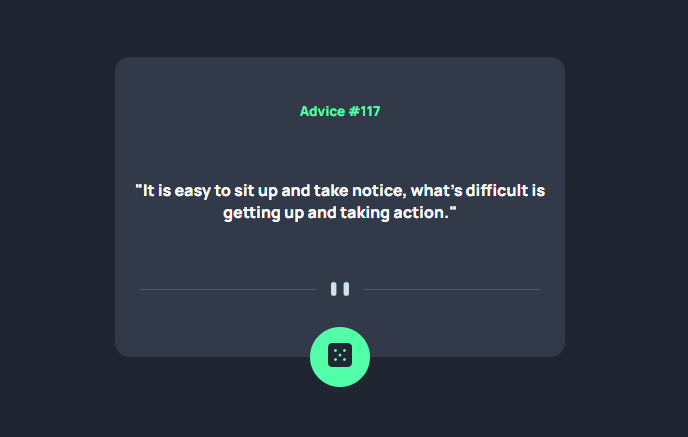 Advice #117
"It is easy to sit up and take notice, what's difficult is
getting up and taking action."